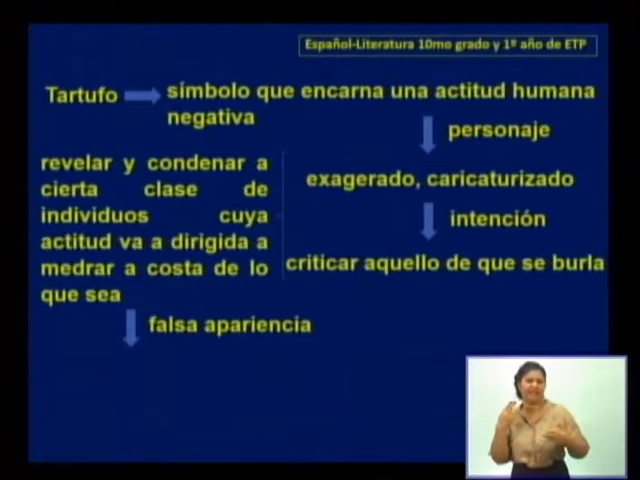 Español-Literatura 10mo grado y 1º año de ETP
Tartufo
símbolo que encarna una actitud humana
negativa
personaje
exagerado, caricaturizado
intención
criticar aquello de que se burla
revelar y condenar a
cierta clase de
individuos cuya
actitud va a dirigida a
medrar a costa de lo
que sea
falsa apariencia